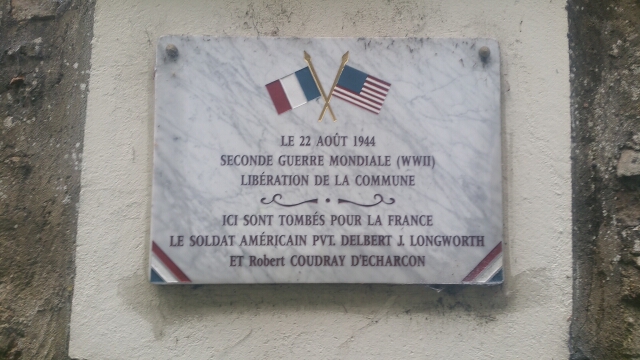 LE 22 AOÛT 1944
SECONDE GUERRE MONDIALE (WWII)
LIBÉRATION DE LA COMMUNE
ICI SONT TOMBÉS POUR LA FRANCE
LE SOLDAT AMÉRICAIN PVT. DELBERT J. LONGWORTH
ET Robert COUDRAY D'ECHARCON